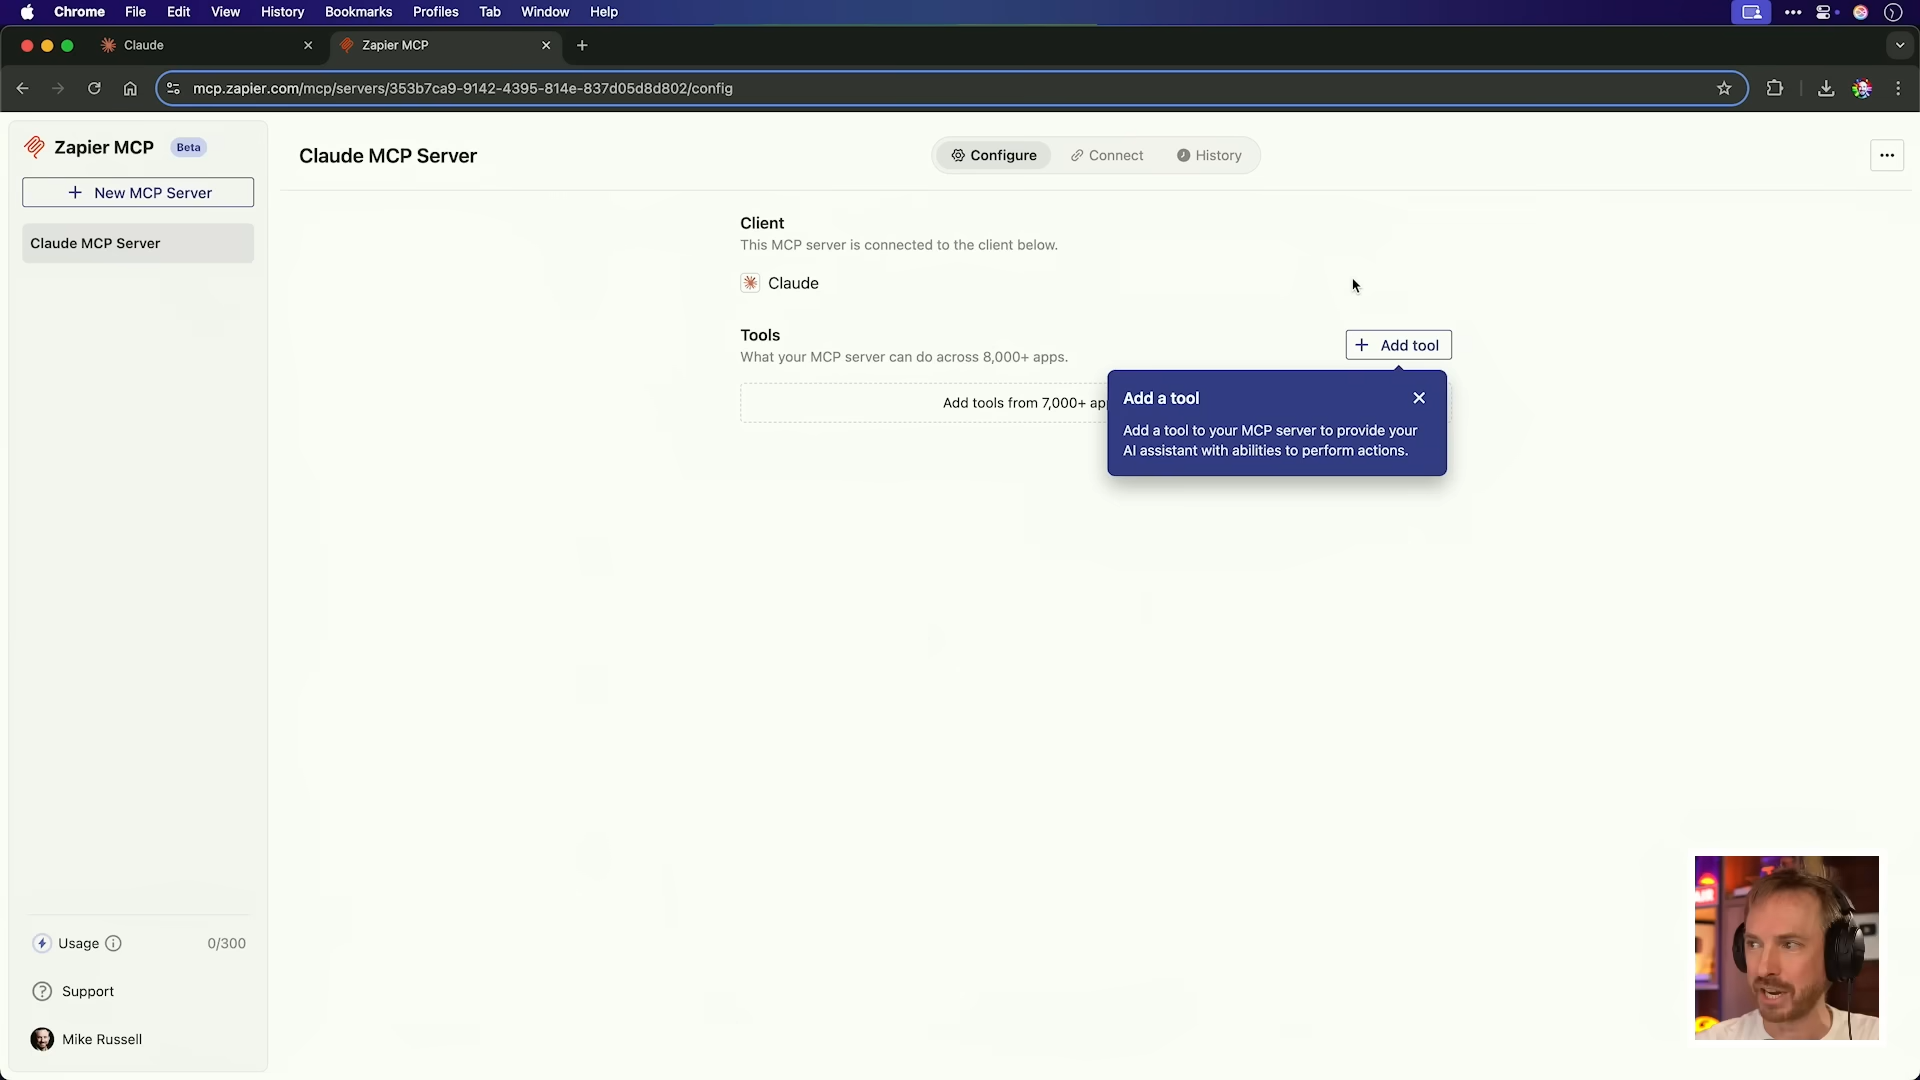 Chrome File Edit View History Bookmarks Profiles Tab Window Help
Claude
Zapier MCP
mcp.zapier.com/mcp/servers/353b7ca9-9142-4395-814e-837d05d8d802/config
Zapier MCP Beta
+ New MCP Server
Claude MCP Server
Claude MCP Server
Configure Connect History
Client
This MCP server is connected to the client below.
Claude
Tools
What your MCP server can do across 8,000+ apps.
+ Add tool
Add tools from 7,000+
Add a tool
Add a tool to your MCP server to provide your
AI assistant with abilities to perform actions.
Usage 0/300
Support
Mike Russell